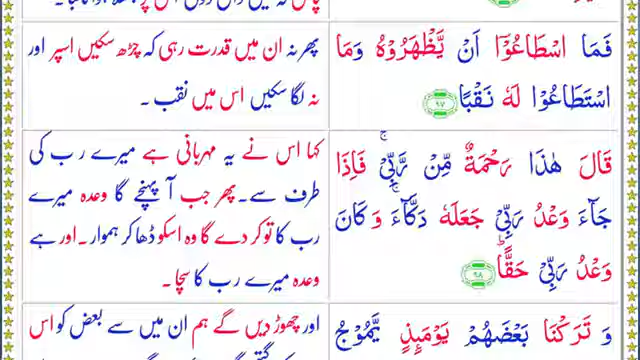 فَمَا اسْطَاعُوْٓا اَنْ يَّظْهَرُوْهُ وَمَا
اسْتَطَاعُوْا لَهٗ نَقْبًا ﴿۹۷﴾
پھر نہ ان میں قدرت رہی کہ چڑھ سکیں اسپر اور
نہ لگا سکیں اس میں نقب ۔
قَالَ هٰذَا رَحْمَةٌ مِّنْ رَّبِّيْ ۚ فَاِذَا
جَآءَ وَعْدُ رَبِّيْ جَعَلَهٗ دَكَّآءَ ۚ وَكَانَ
وَعْدُ رَبِّيْ حَقًّا ؕ ﴿۹۸﴾
کہا اس نے یہ مہربانی ہے میرے رب کی
طرف سے۔ پھر جب آ پہنچے گا وعدہ میرے
رب کا تو کر دے گا وہ اسکو ڈھا کر ہموار۔ اور ہے
وعدہ میرے رب کا سچا۔
وَ تَرَكْنَا بَعْضَهُمْ يَوْمَىِٕذٍ يَّمُوْجُ
اور چھوڑ دیں گے ہم ان میں سے بعض کو اس